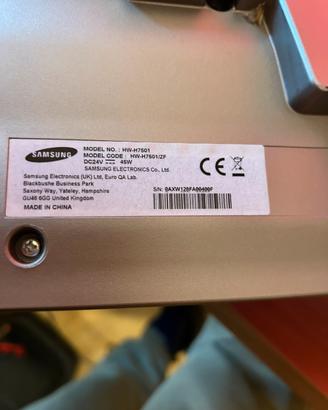 SAMSUNG
MODEL NO. : HW-H7501
MODEL CODE : HW-H7501/ZF
DC24V ⎓ 45W
SAMSUNG ELECTRONICS Co., Ltd.
Samsung Electronics (UK) Ltd, Euro QA Lab.
Blackbushe Business Park
Saxony Way, Yateley, Hampshire
GU46 6GG United Kingdom
MADE IN CHINA
CE
S/N: